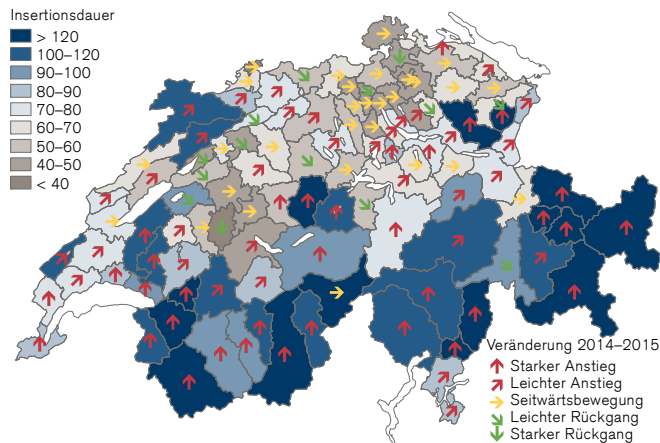 Insertionsdauer
> 120
100–120
90–100
80–90
70–80
60–70
50–60
40–50
< 40
Veränderung 2014–2015
Starker Anstieg
Leichter Anstieg
Seitwärtsbewegung
Leichter Rückgang
Starker Rückgang